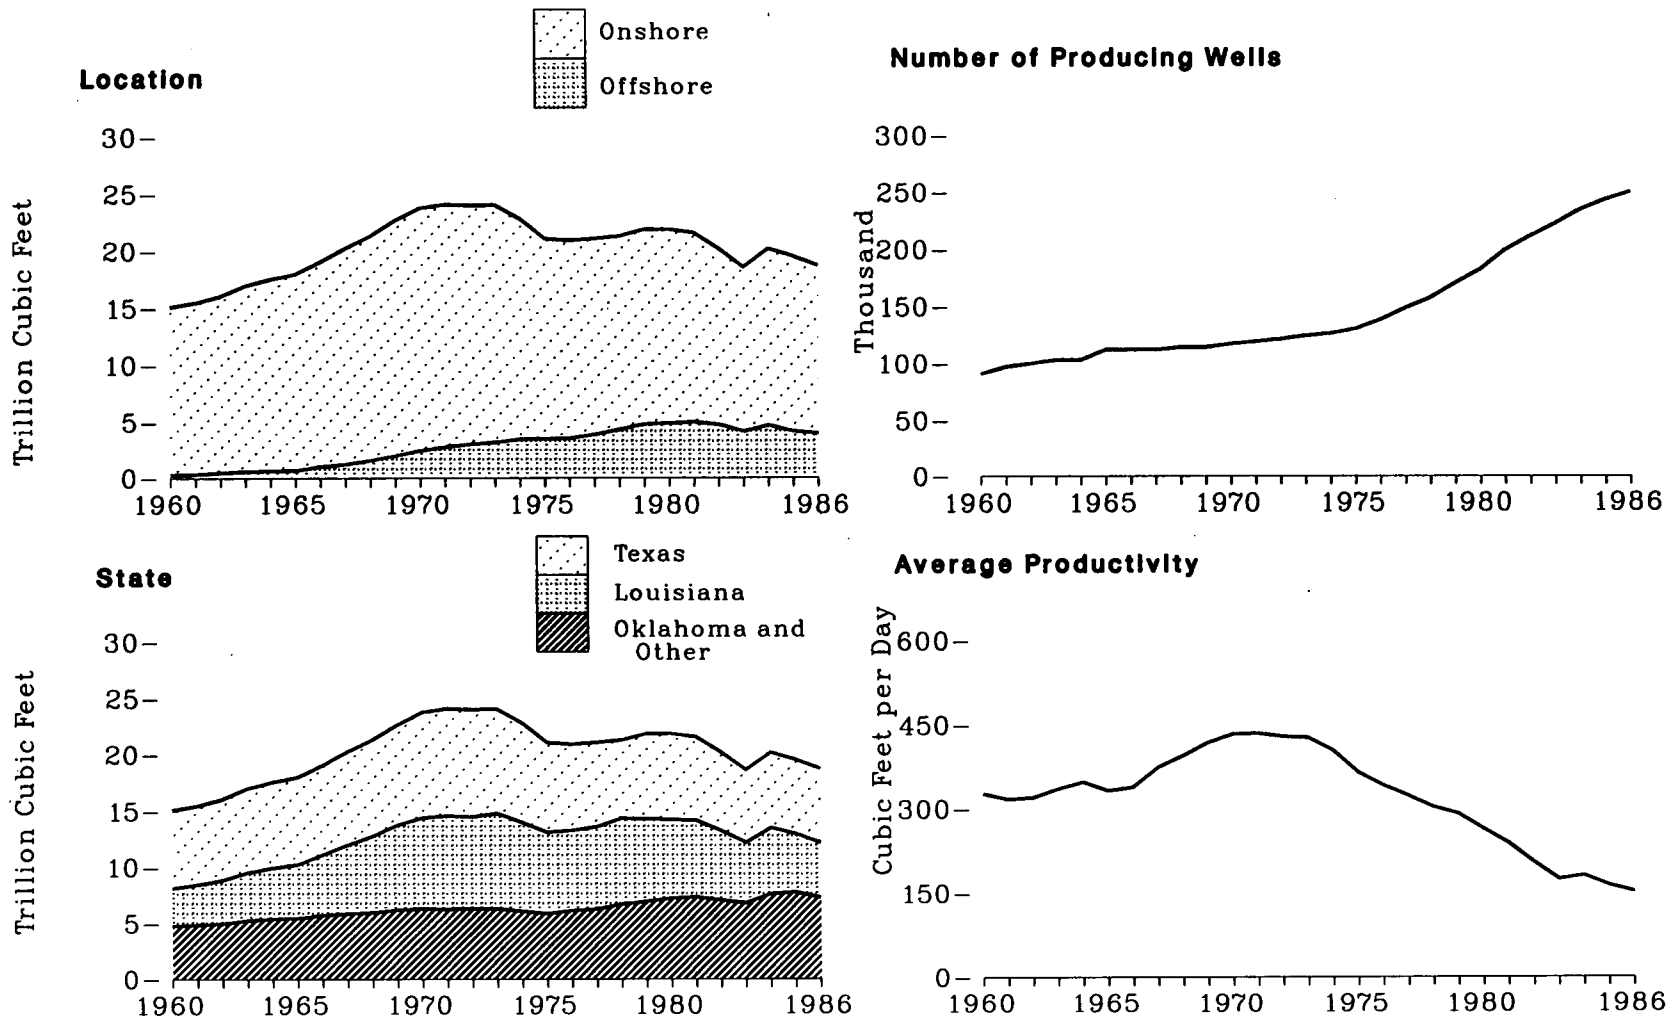 Location
Onshore
Offshore
Trillion Cubic Feet
30
25
20
15
10
5
0
1960 1965 1970 1975 1980 1986
Number of Producing Wells
Thousand
300
250
200
150
100
50
0
1960 1965 1970 1975 1980 1986
State
Texas
Louisiana
Oklahoma and
Other
Trillion Cubic Feet
30
25
20
15
10
5
0
1960 1965 1970 1975 1980 1986
Average Productivity
Cubic Feet per Day
600
450
300
150
0
1960 1965 1970 1975 1980 1986